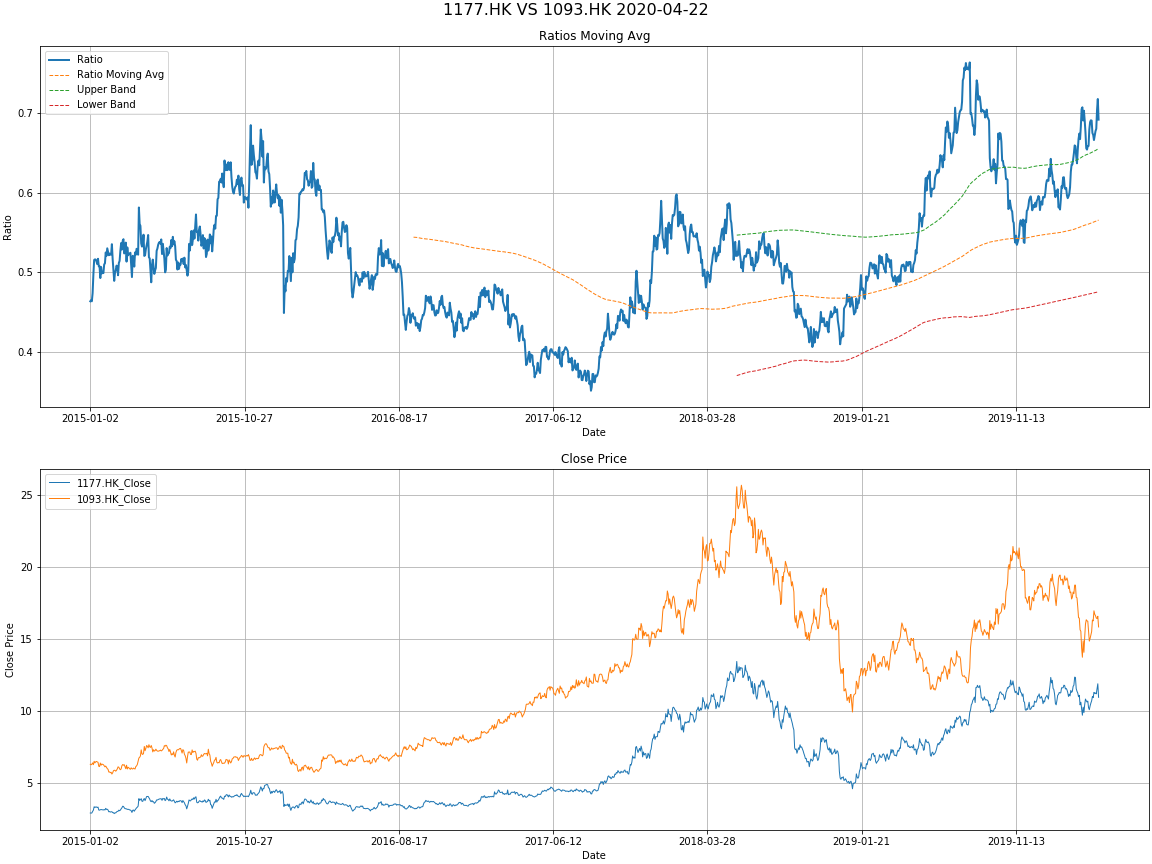 1177.HK VS 1093.HK 2020-04-22
Ratios Moving Avg
Ratio
Ratio Moving Avg
Upper Band
Lower Band
Ratio
0.7
0.6
0.5
0.4
2015-01-02 2015-10-27 2016-08-17 2017-06-12 2018-03-28 2019-01-21 2019-11-13
Date
Close Price
1177.HK_Close
1093.HK_Close
Close Price
25
20
15
10
5
2015-01-02 2015-10-27 2016-08-17 2017-06-12 2018-03-28 2019-01-21 2019-11-13
Date